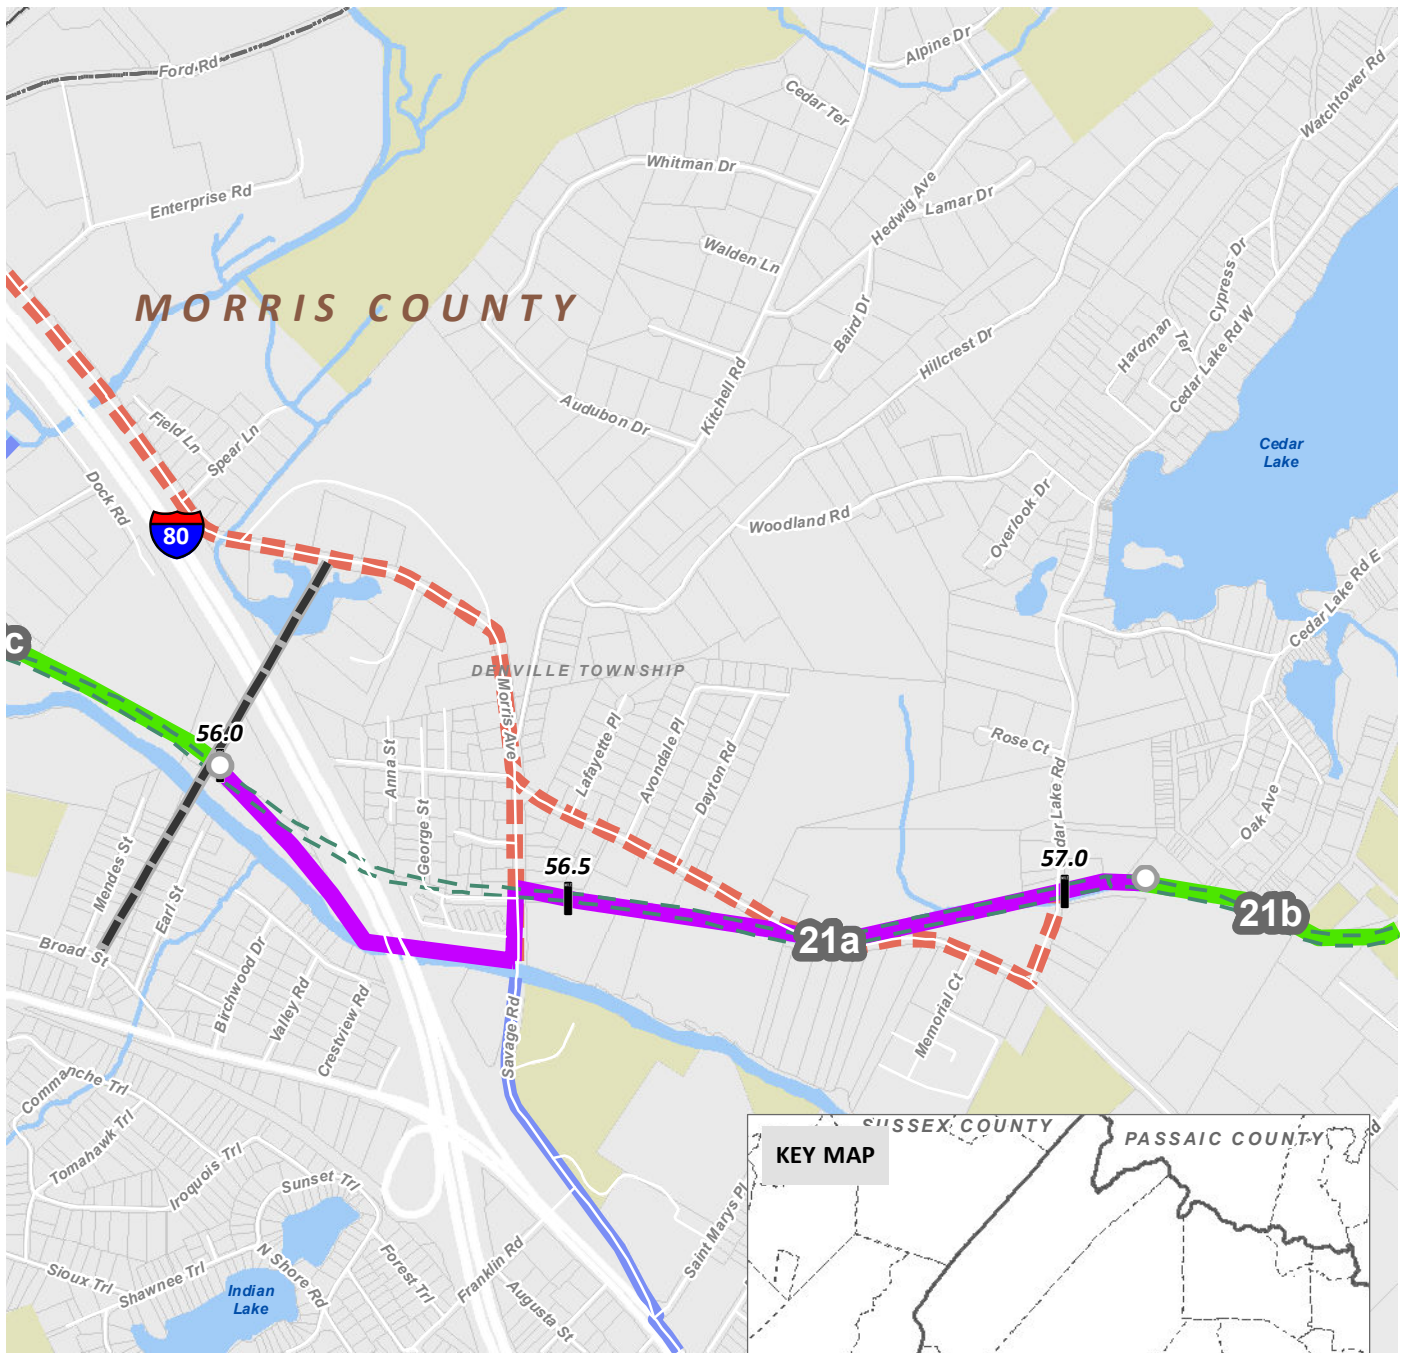 Ford Rd
Alpine Dr
Cedar Ter
Watchtower Rd
Whitman Dr
Enterprise Rd
Hedwig Ave
Lamar Dr
Walden Ln
Cypress Dr
MORRIS COUNTY
Baird Dr
Hardman
Ter
Hillcrest Dr
Cedar Lake Rd W
Kitchell Rd
Audubon Dr
Field Ln
Spear Ln
Cedar
Lake
Dock Rd
80
Woodland Rd
Overlook Dr
Cedar Lake Rd E
c
DENVILLE TOWNSHIP
Morris Ave
56.0
Lafayette Pl
Avondale Pl
Dayton Rd
Anna St
George St
Rose Ct
dar Lake Rd
Oak Ave
56.5
57.0
Mendes St
Earl St
21a
21b
Broad St
Birchwood Dr
Valley Rd
Crestview Rd
Savage Rd
Memorial Ct
Commanche Trl
Tomahawk Trl
Iroquois Trl
Sunset Trl
SUSSEX COUNTY
PASSAIC COUNTY
KEY MAP
Saint Marys Pl
Sioux Trl
Shawnee Trl
N Shore Rd
Forest Trl
Franklin Rd
Augusta St
Indian
Lake